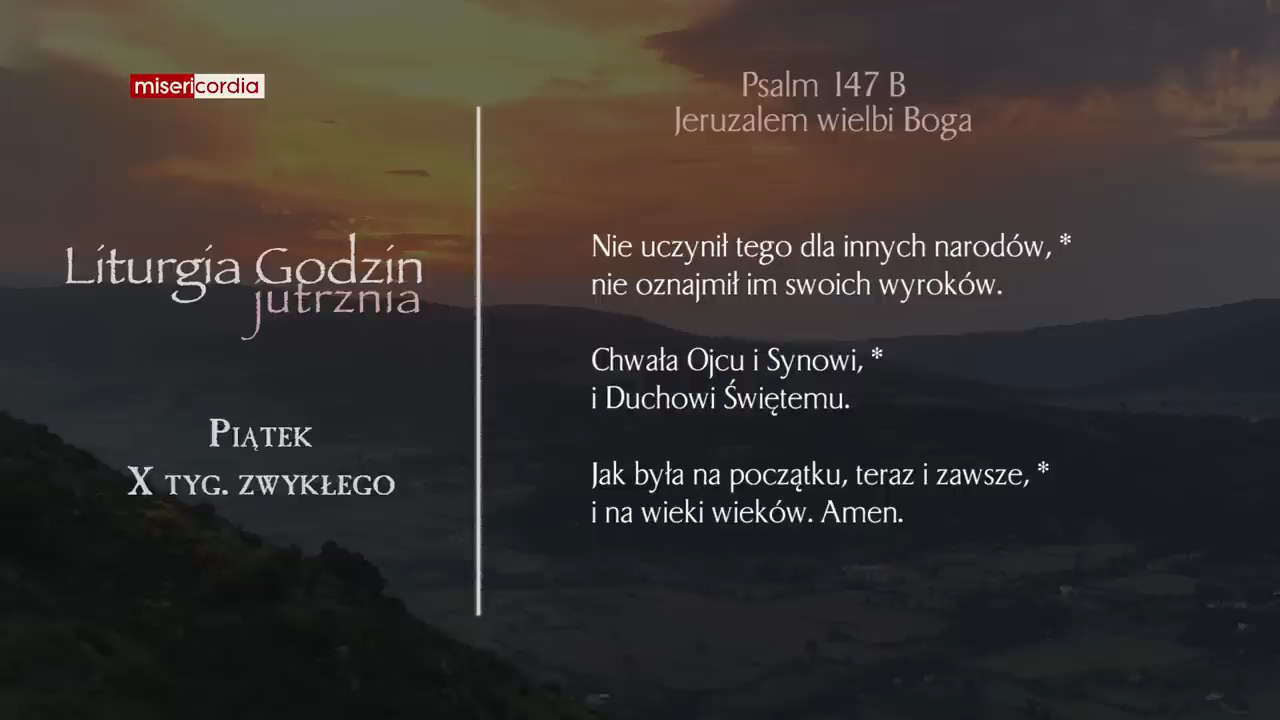 misericordia
Liturgia Godzin
jutrznia
Piątek
X tyg. zwykłego
Psalm 147 B
Jeruzalem wielbi Boga
Nie uczynił tego dla innych narodów, *
nie oznajmił im swoich wyroków.
Chwała Ojcu i Synowi, *
i Duchowi Świętemu.
Jak była na początku, teraz i zawsze, *
i na wieki wieków. Amen.